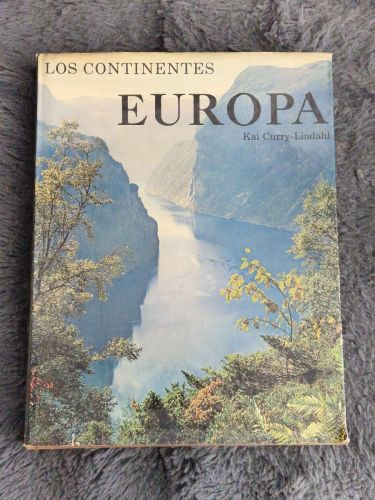 LOS CONTINENTES
EUROPA
Kai Curry-Lindahl